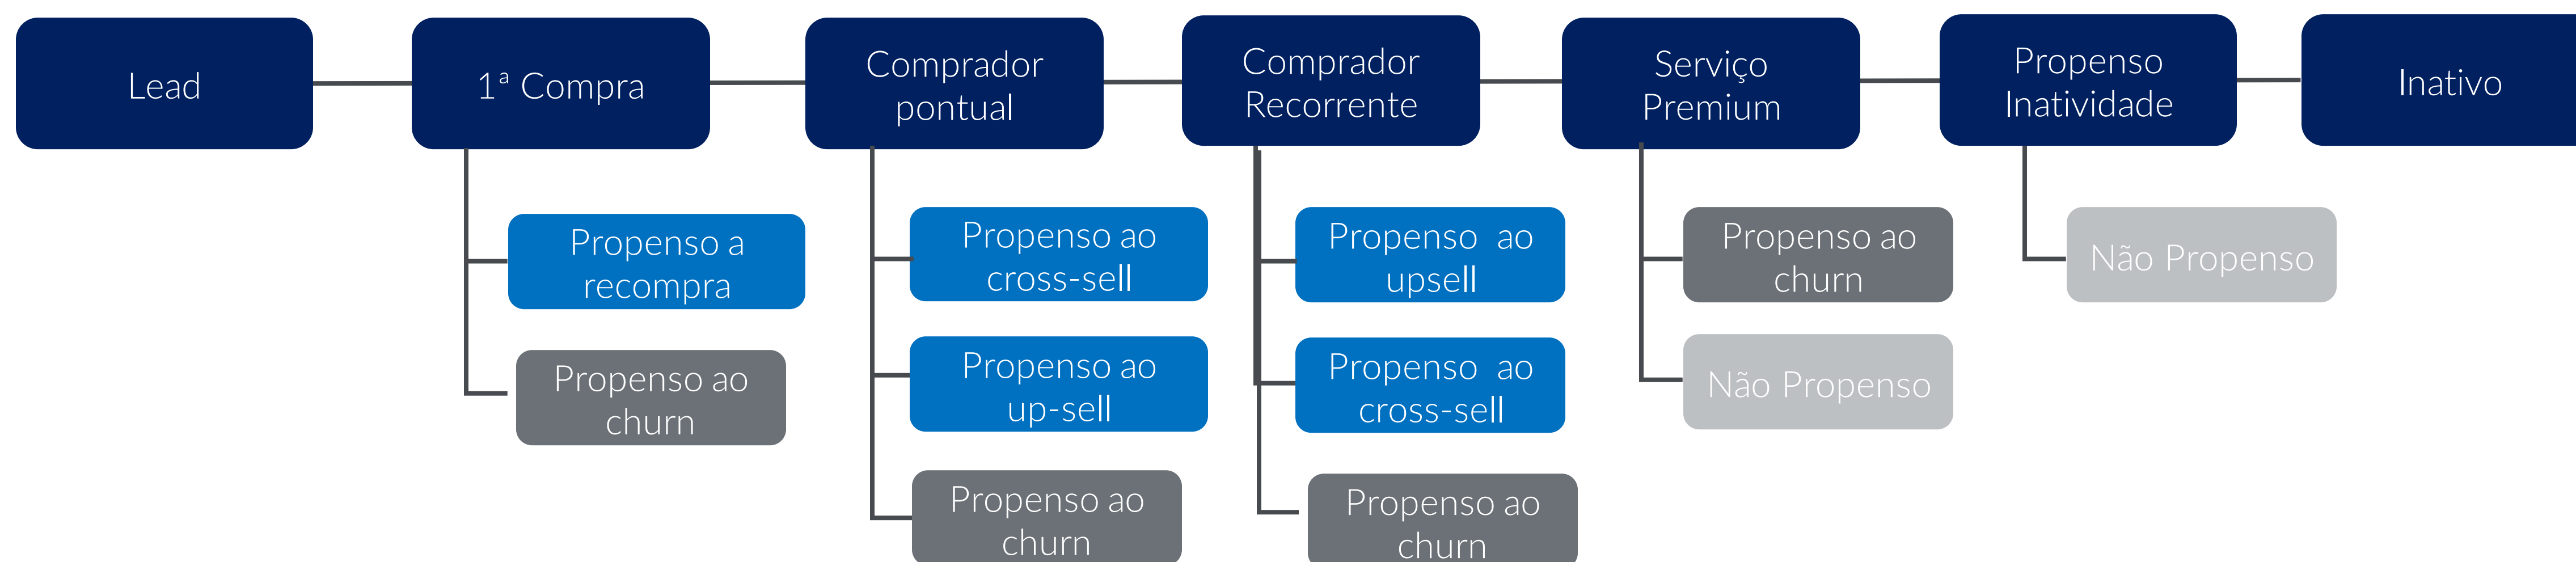 Lead
1ª Compra
Comprador
pontual
Comprador
Recorrente
Serviço
Premium
Propenso
Inatividade
Inativo
Propenso a
recompra
Propenso ao
churn
Propenso ao
cross-sell
Propenso ao
up-sell
Propenso ao
churn
Propenso  ao
upsell
Propenso  ao
cross-sell
Propenso ao
churn
Propenso ao
churn
Não Propenso
Não Propenso